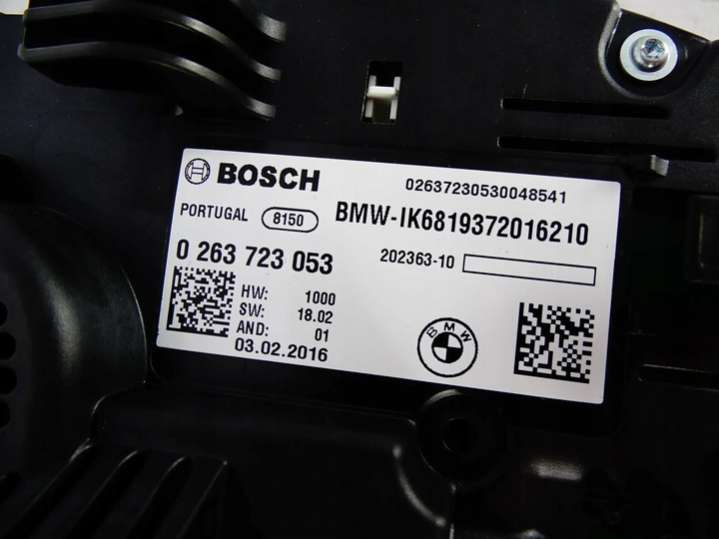 BOSCH
02637230530048541
PORTUGAL 8150 BMW-IK6819372016210
0 263 723 053
202363-10
HW: 1000
SW: 18.02
AND: 01
03.02.2016
BMW